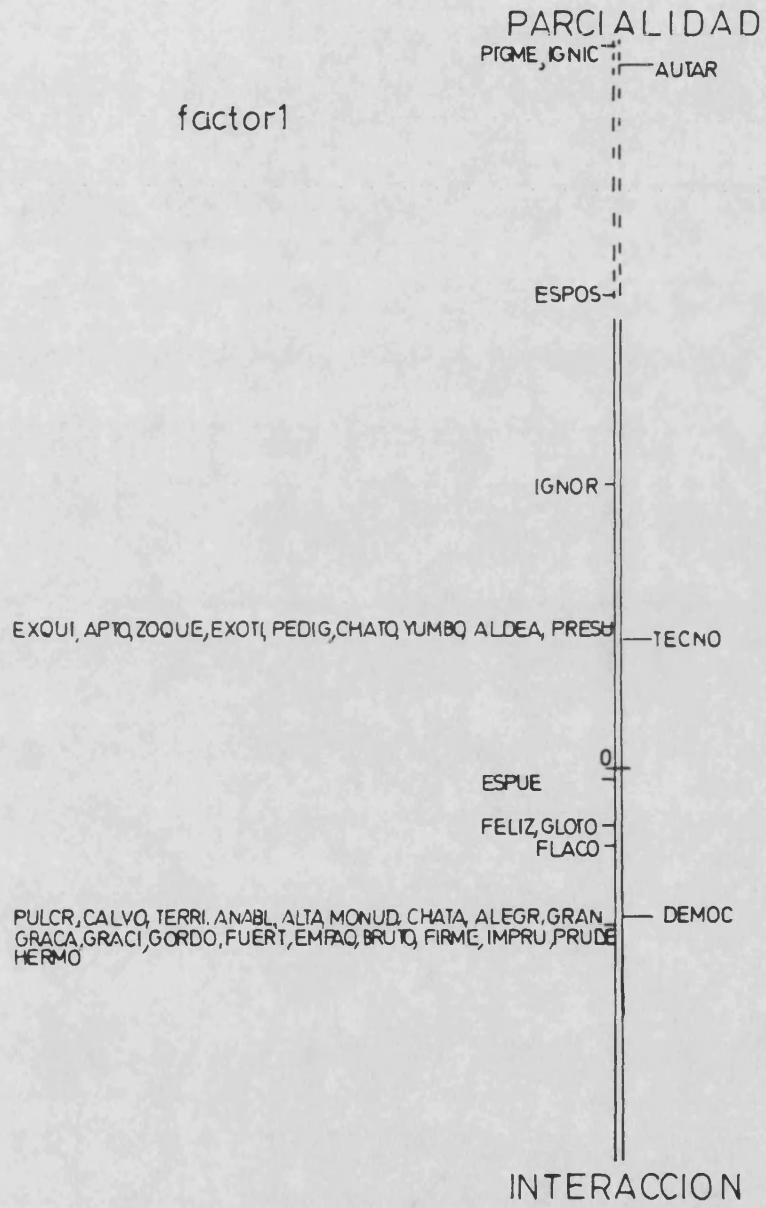 PARCIALIDAD
PIGME, IGNIC
AUTAR
factor1
ESPOS
IGNOR
EXQUI, APTO, ZOQUE, EXOTI, PEDIG, CHATO, YUMBO, ALDEA, PRESU
TECNO
0
ESPUE
FELIZ, GLOTO
FLACO
PULCR, CALVO, TERRI. ANABL, ALTA, MONUD, CHATA, ALEGR, GRAN
DEMOC
GRACA, GRACI, GORDO, FUERT, EMPAQ, BRUTO, FIRME, IMPRU, PRUDE
HERMO
INTERACCION